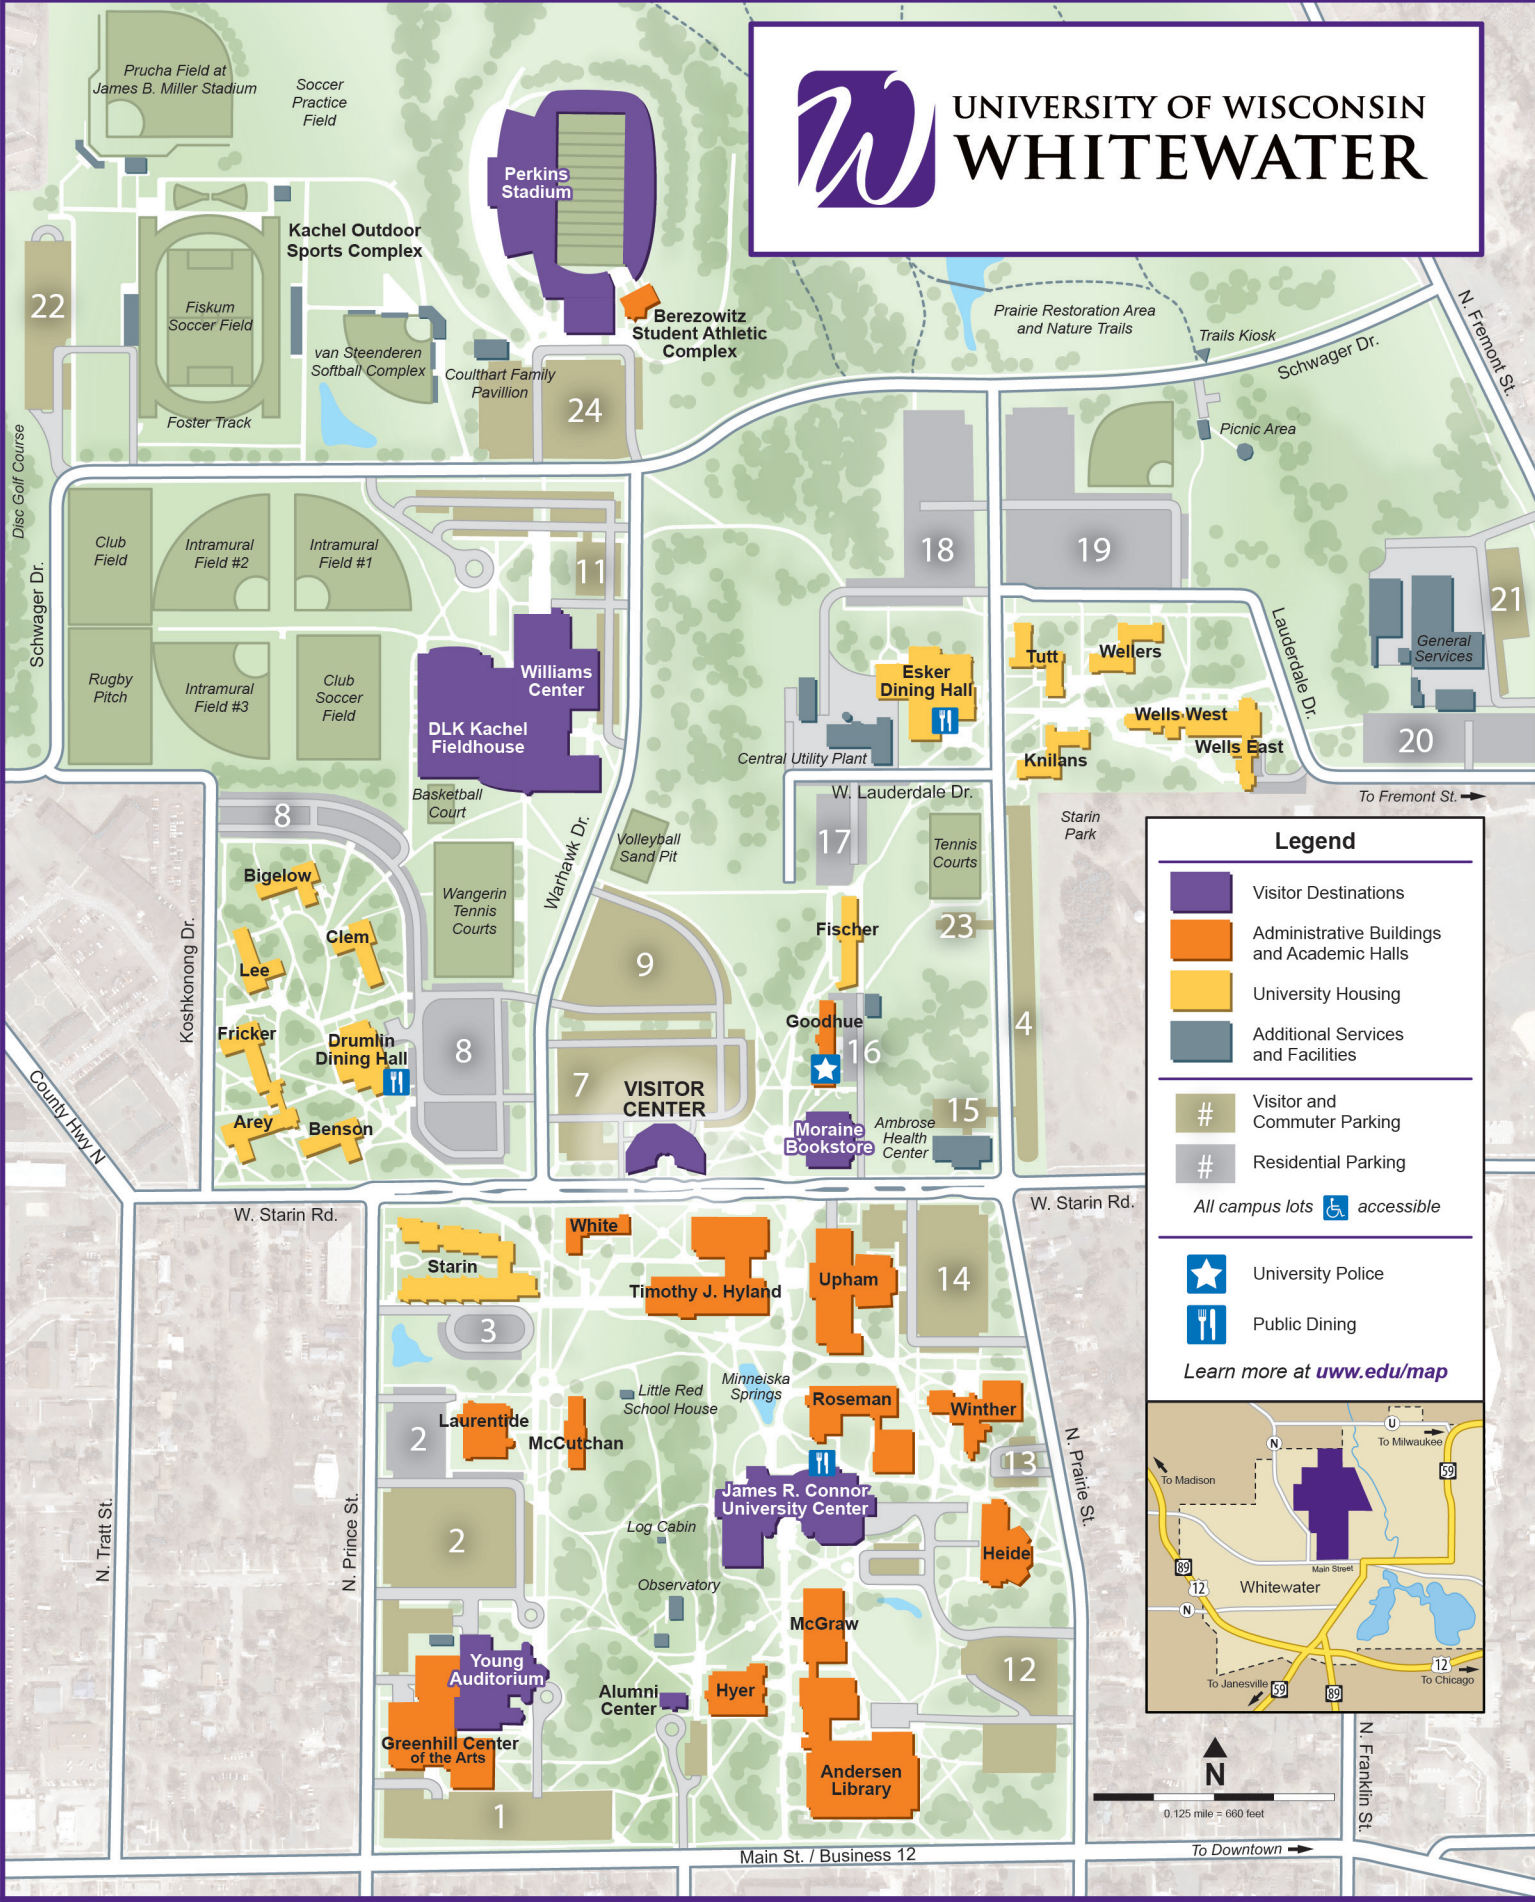 UNIVERSITY OF WISCONSIN
WHITEWATER
Prucha Field at
James B. Miller Stadium
Soccer
Practice
Field
Perkins
Stadium
Kachel Outdoor
Sports Complex
22
Fiskum
Soccer Field
van Steenderen
Softball Complex
Foster Track
Coulthart Family
Pavillion
Berezowitz
Student Athletic
Complex
24
Prairie Restoration Area
and Nature Trails
Trails Kiosk
Schwager Dr.
N. Fremont St.
Picnic Area
Disc Golf Course
Schwager Dr.
Club
Field
Intramural
Field #2
Intramural
Field #1
11
18
19
21
General
Services
20
Lauderdale Dr.
To Fremont St.
Rugby
Pitch
Intramural
Field #3
Club
Soccer
Field
Williams
Center
DLK Kachel
Fieldhouse
Basketball
Court
Esker
Dining Hall
Central Utility Plant
Tutt
Wellers
Wells West
Wells East
Knilans
W. Lauderdale Dr.
Starin
Park
17
Tennis
Courts
23
4
8
Bigelow
Clem
Lee
Fricker
Drumlin
Dining Hall
Arey
Benson
8
Koshkonong Dr.
County Hwy N
Wangerin
Tennis
Courts
Warhawk Dr.
Volleyball
Sand Pit
9
7
VISITOR
CENTER
Fischer
Goodhue
16
Moraine
Bookstore
Ambrose
Health
Center
15
W. Starin Rd.
W. Starin Rd.
Starin
White
Timothy J. Hyland
Upham
14
3
2
Laurentide
McCutchan
Little Red
School House
Minneiska
Springs
Roseman
Winther
13
N. Prairie St.
James R. Connor
University Center
Heide
2
Log Cabin
Observatory
N. Tratt St.
N. Prince St.
McGraw
12
Young
Auditorium
Alumni
Center
Hyer
Greenhill Center
of the Arts
Andersen
Library
1
Main St. / Business 12
To Downtown
N. Franklin St.
N
0.125 mile = 660 feet
Legend
Visitor Destinations
Administrative Buildings
and Academic Halls
University Housing
Additional Services
and Facilities
#
Visitor and
Commuter Parking
#
Residential Parking
All campus lots accessible
University Police
Public Dining
Learn more at uww.edu/map
U
N
To Milwaukee
To Madison
59
89
12
Main Street
Whitewater
N
12
To Chicago
To Janesville
59
89